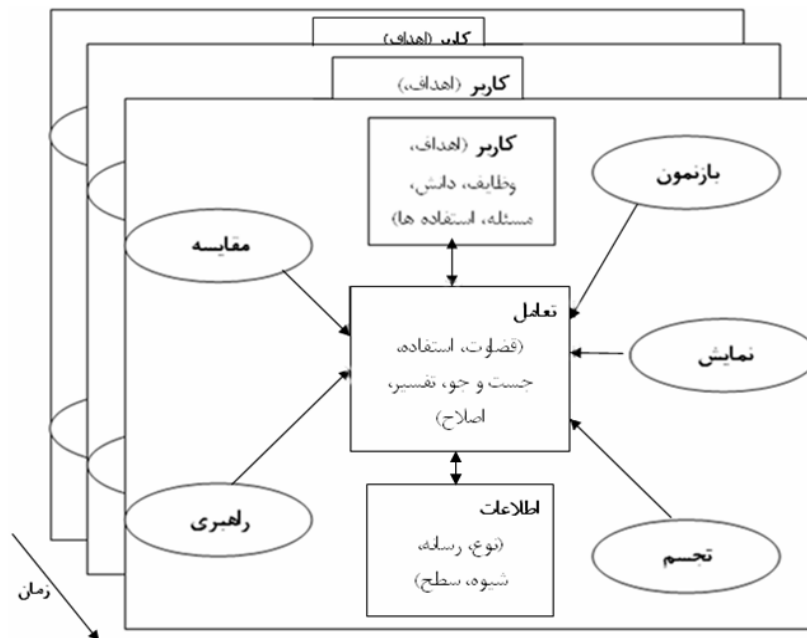 کاربر (اهداف)
کاربر (اهداف،)
کاربر (اهداف،
وظایف، دانش،
مسئله، استفاده ها)
بازنمون
مقایسه
تعامل
(قضاوت، استفاده،
جست و جو، تفسیر،
اصلاح)
نمایش
راهبری
اطلاعات
(نوع، رسانه،
شیوه، سطح)
تجسم
زمان